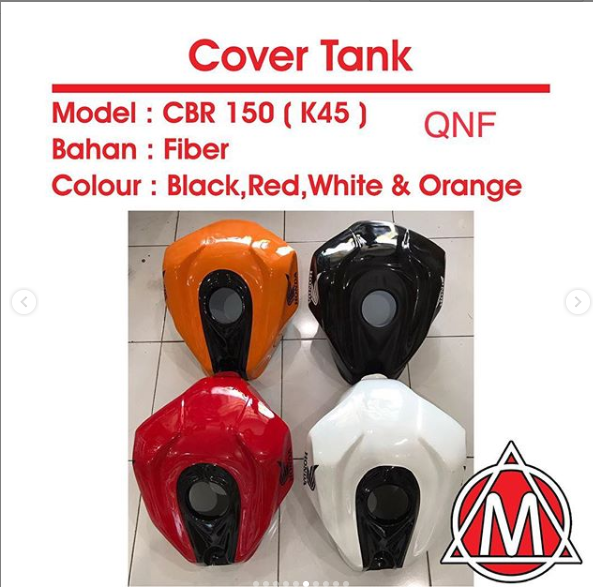 Cover Tank
Model : CBR 150 ( K45 )
QNF
Bahan : Fiber
Colour : Black,Red,White & Orange
M